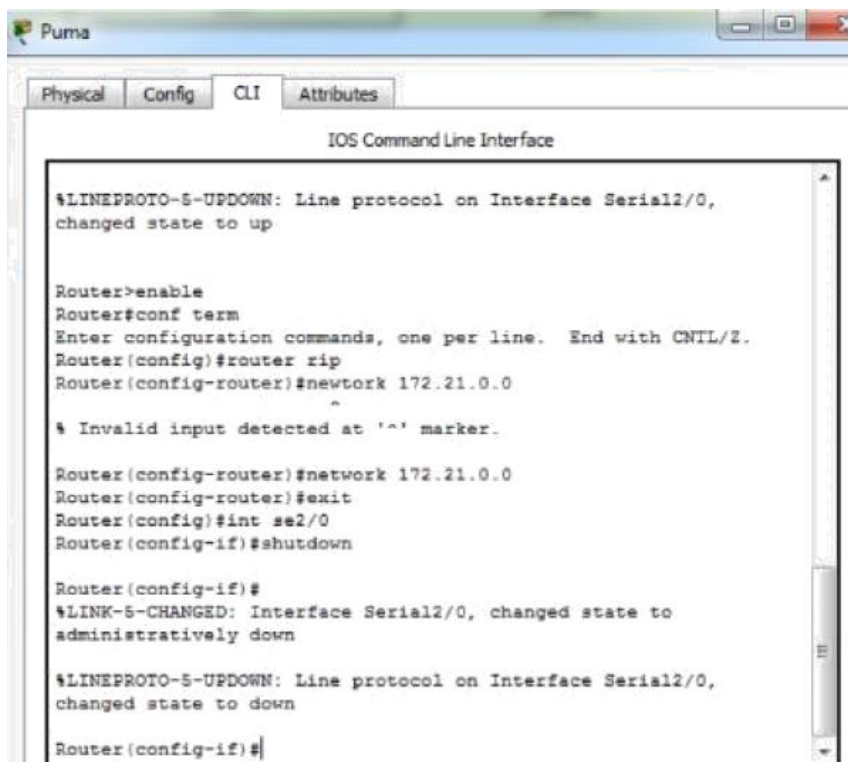 Puma
Physical Config CLI Attributes
IOS Command Line Interface
%LINEPROTO-5-UPDOWN: Line protocol on Interface Serial2/0,
changed state to up
Router>enable
Router#conf term
Enter configuration commands, one per line.  End with CNTL/Z.
Router(config)#router rip
Router(config-router)#newtork 172.21.0.0
^
% Invalid input detected at '^' marker.
Router(config-router)#network 172.21.0.0
Router(config-router)#exit
Router(config)#int se2/0
Router(config-if)#shutdown
Router(config-if)#
%LINK-5-CHANGED: Interface Serial2/0, changed state to
administratively down
%LINEPROTO-5-UPDOWN: Line protocol on Interface Serial2/0,
changed state to down
Router(config-if)#